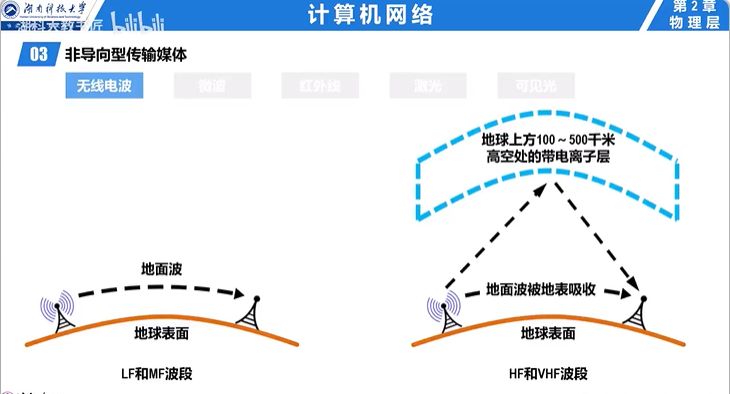 湖南科技大学
计算机网络
第2章
物理层
湖科大教书匠 bilibili
03 非导向型传输媒体
无线电波 微波 红外线 激光 可见光
地球上方100～500千米
高空处的带电离子层
地面波
地面波被地表吸收
地球表面
地球表面
LF和MF波段
HF和VHF波段